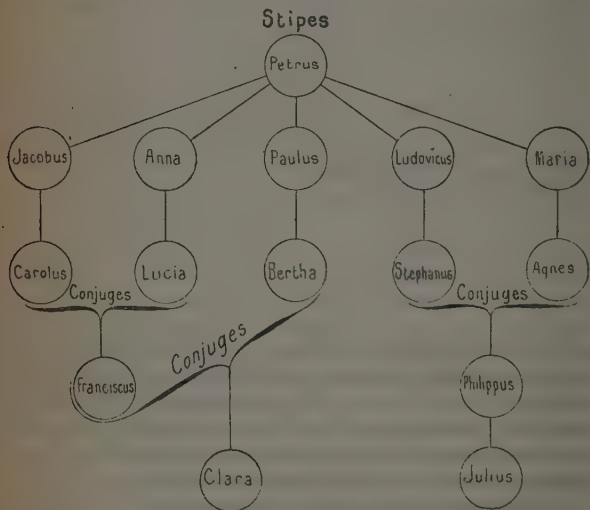 Stipes
Petrus
Jacobus Anna Paulus Ludovicus Maria
Carolus Lucia Bertha Stephanus Agnes
Conjuges Conjuges
Conjuges
Franciscus Philippus
Clara Julius